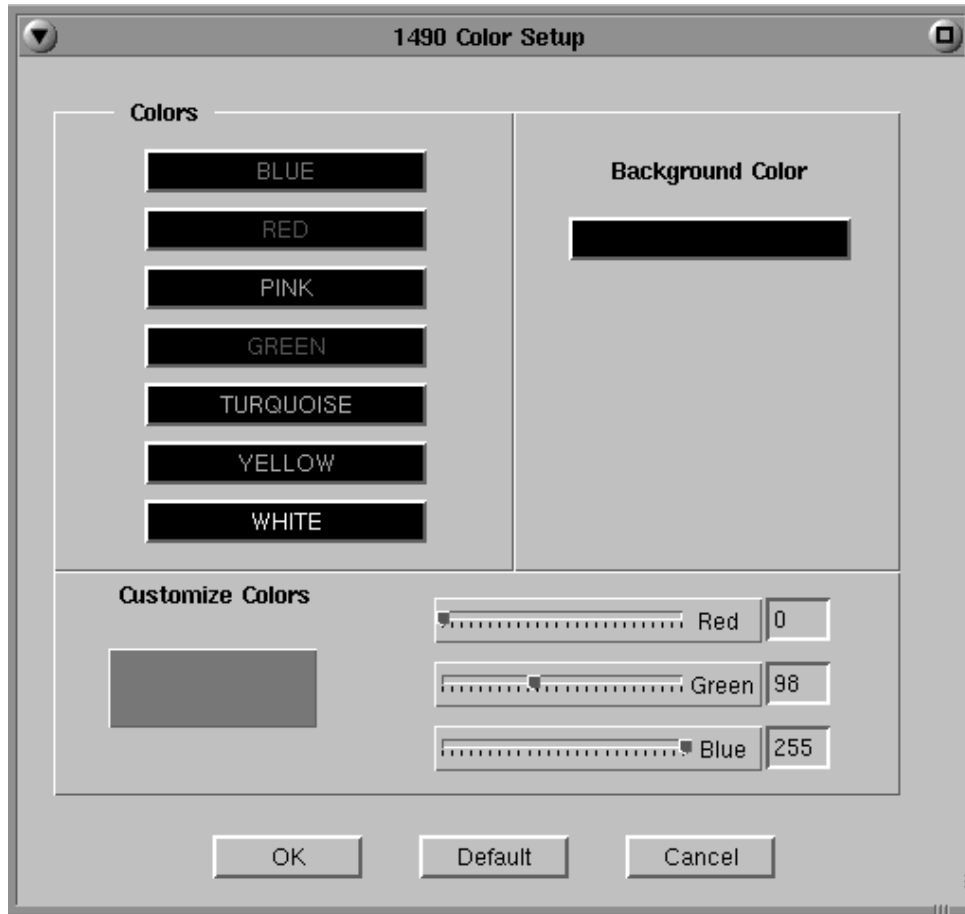 1490 Color Setup
Colors
BLUE
RED
PINK
GREEN
TURQUOISE
YELLOW
WHITE
Background Color
Customize Colors
Red 0
Green 98
Blue 255
OK Default Cancel